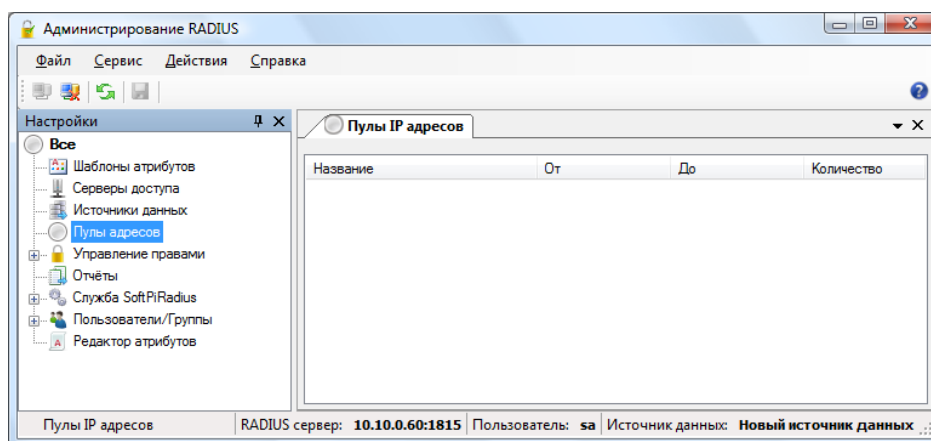 Администрирование RADIUS
Файл Сервис Действия Справка
Настройки
Все
Шаблоны атрибутов
Серверы доступа
Источники данных
Пулы адресов
Управление правами
Отчёты
Служба SoftPiRadius
Пользователи/Группы
Редактор атрибутов
Пулы IP адресов
Название От До Количество
Пулы IP адресов RADIUS сервер: 10.10.0.60:1815 Пользователь: sa Источник данных: Новый источник данных